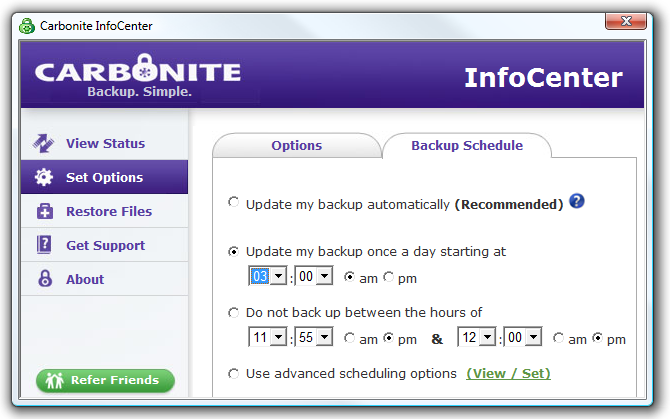 Carbonite InfoCenter
CARBONITE
Backup. Simple.
InfoCenter
View Status
Set Options
Restore Files
Get Support
About
Refer Friends
Options
Backup Schedule
Update my backup automatically (Recommended) ?
Update my backup once a day starting at
03 : 00 am pm
Do not back up between the hours of
11 : 55 am pm & 12 : 00 am pm
Use advanced scheduling options (View / Set)